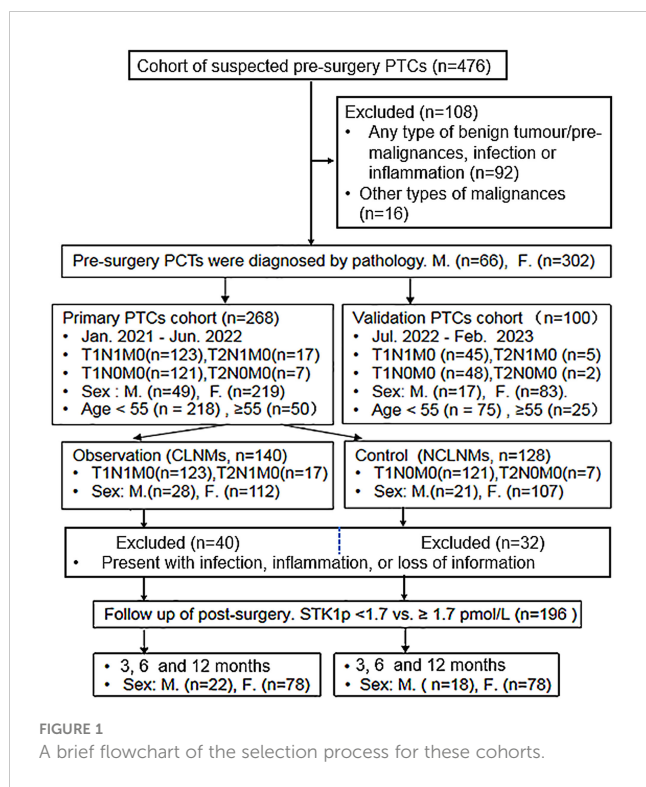 Cohort of suspected pre-surgery PTCs (n=476)
Excluded (n=108)
• Any type of benign tumour/pre-
malignances, infection or
inflammation (n=92)
• Other types of malignances
(n=16)
Pre-surgery PCTs were diagnosed by pathology. M. (n=66), F. (n=302)
Primary PTCs cohort (n=268)
• Jan. 2021 - Jun. 2022
• T1N1M0(n=123),T2N1M0(n=17)
• T1N0M0(n=121),T2N0M0(n=7)
• Sex : M. (n=49), F. (n=219)
• Age < 55 (n = 218) , ≥55 (n=50）
Validation PTCs cohort （n=100）
• Jul. 2022 - Feb. 2023
• T1N1M0 (n=45),T2N1M0 (n=5)
• T1N0M0 (n=48),T2N0M0 (n=2)
• Sex: M. (n=17), F. (n=83).
• Age < 55 (n = 75) , ≥55 (n=25）
Observation (CLNMs, n=140)
• T1N1M0(n=123),T2N1M0(n=17)
• Sex: M.(n=28), F. (n=112)
Control (NCLNMs, n=128)
• T1N0M0(n=121),T2N0M0(n=7)
• Sex: M.(n=21), F. (n=107)
Excluded (n=40) Excluded (n=32)
• Present with infection, inflammation, or loss of information
Follow up of post-surgery. STK1p <1.7 vs. ≥ 1.7 pmol/L (n=196 )
• 3, 6 and 12 months
• Sex: M. (n=22), F. (n=78)
• 3, 6 and 12 months
• Sex: M. ( n=18), F. (n=78)
FIGURE 1
A brief flowchart of the selection process for these cohorts.